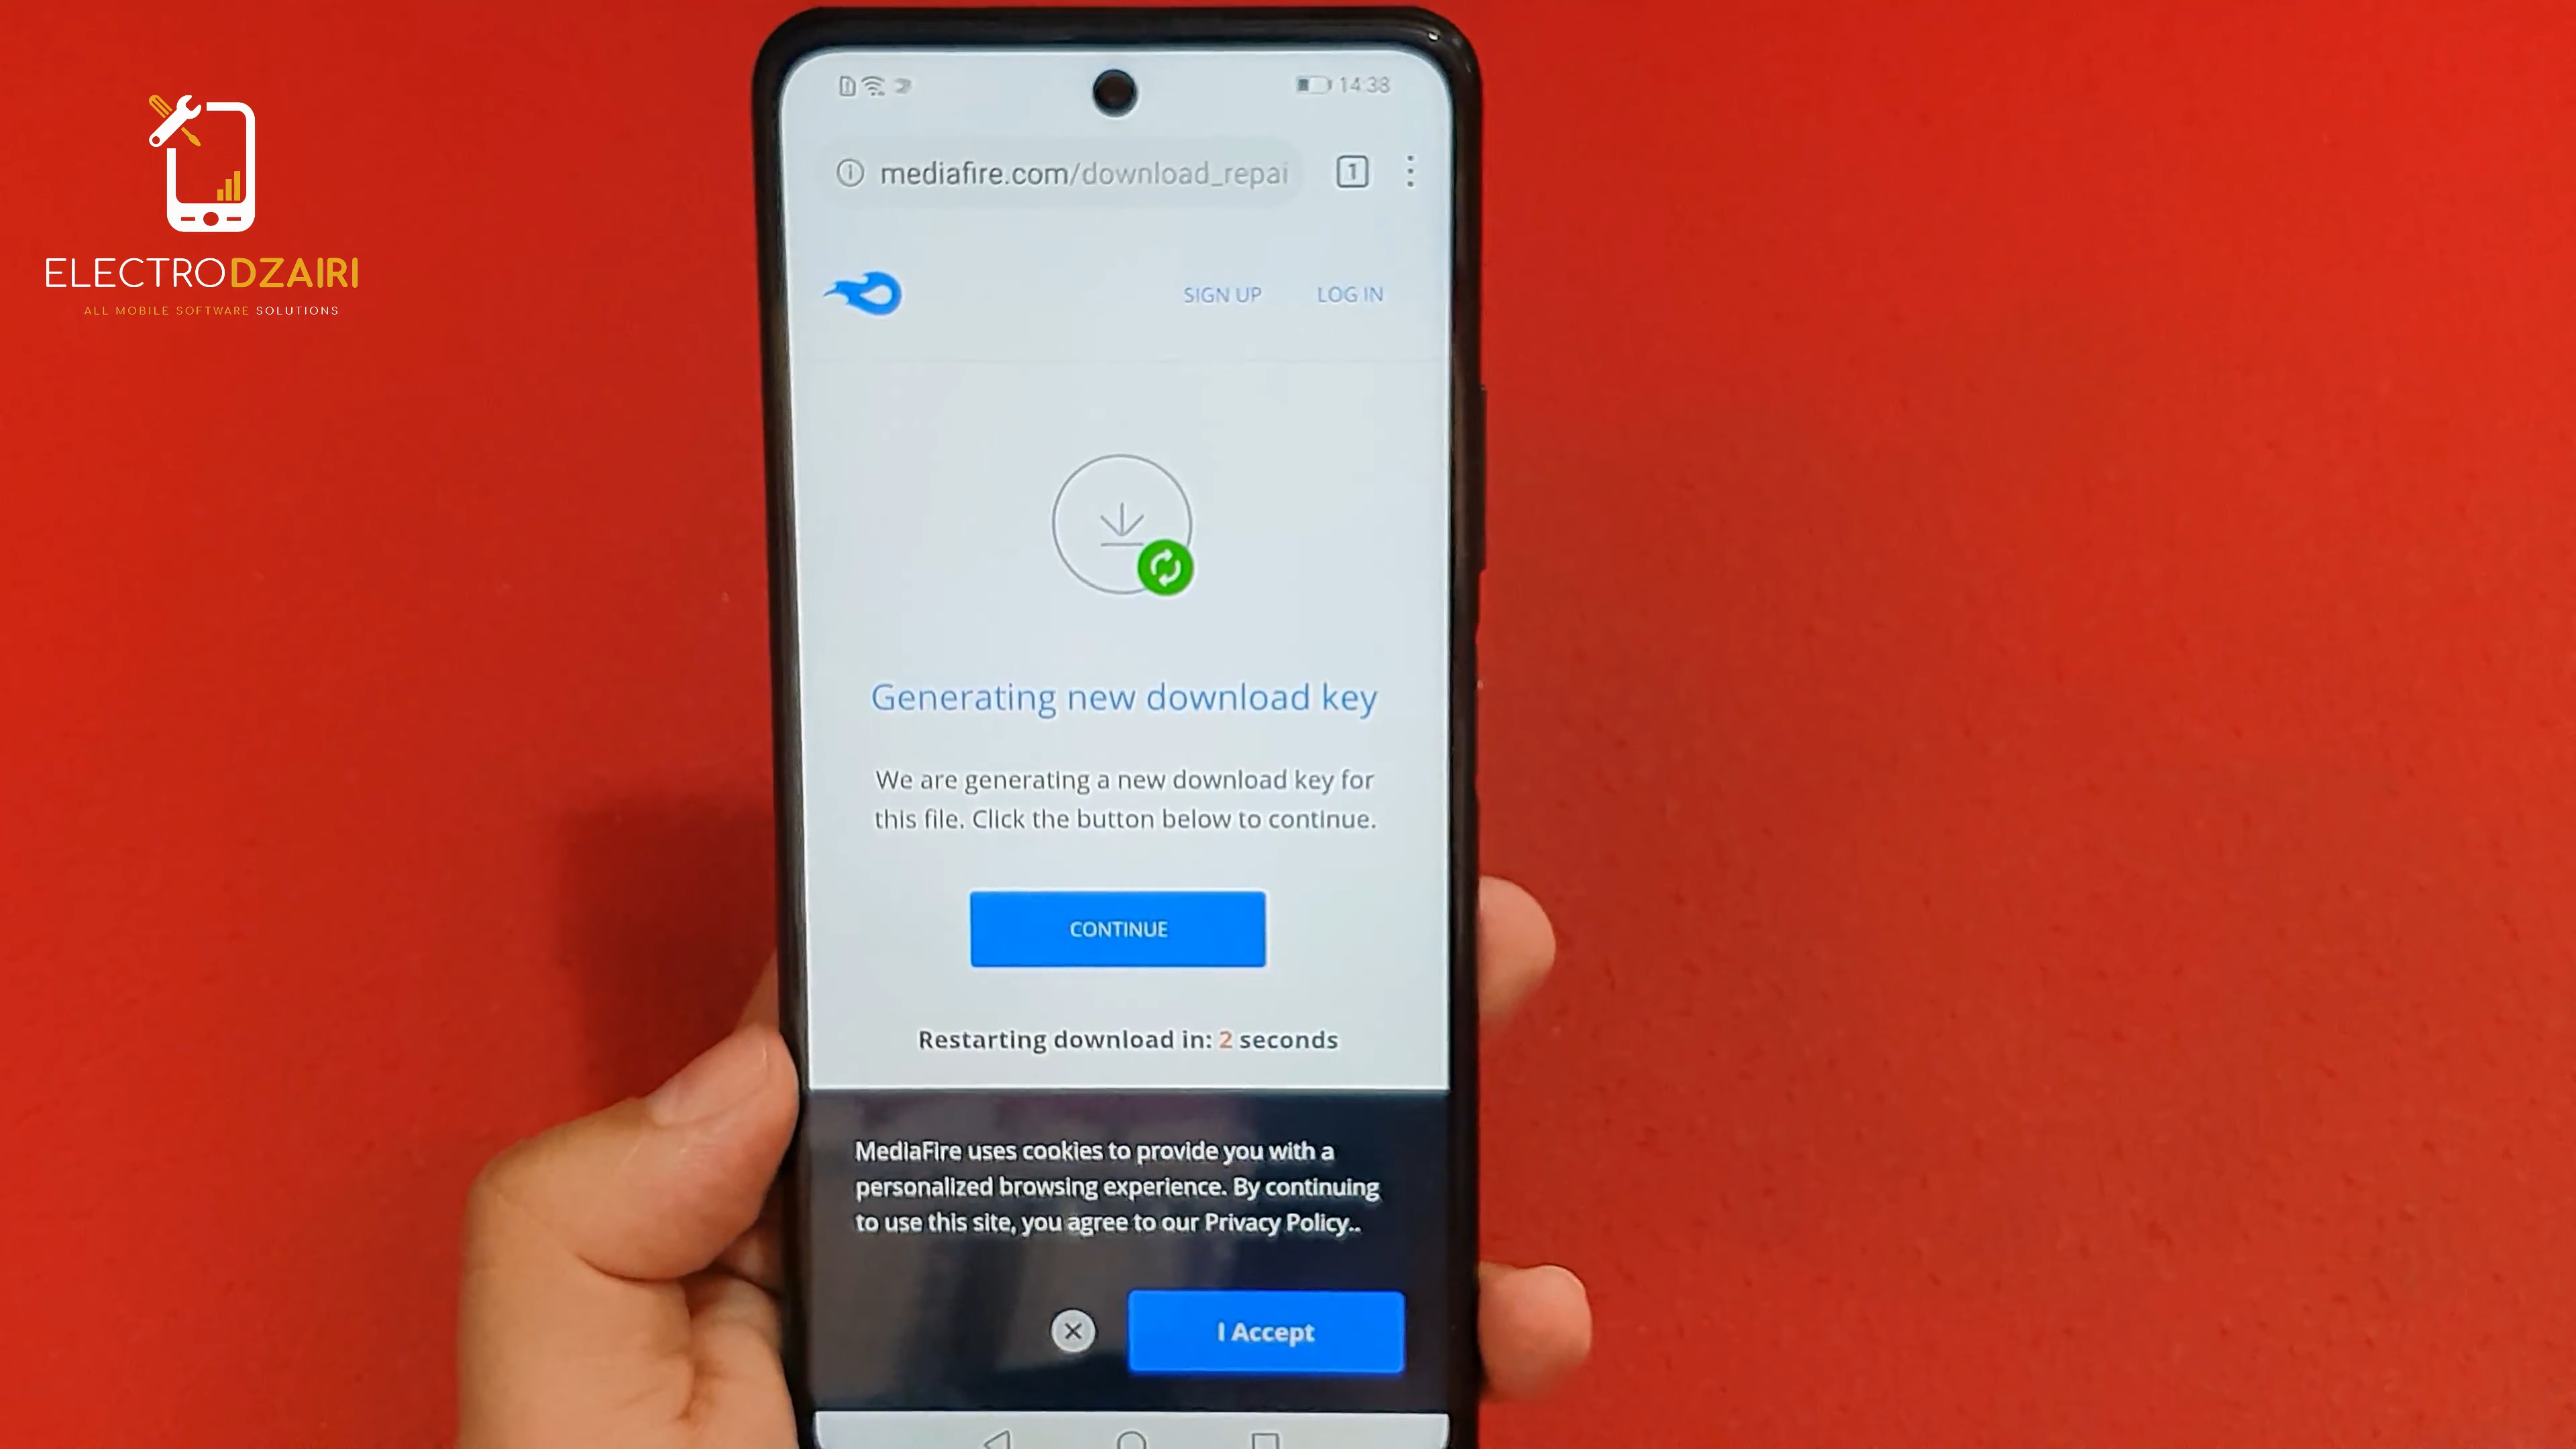 ELECTRODZAIRI
ALL MOBILE SOFTWARE SOLUTIONS
14:38
mediafire.com/download_repai
1
SIGN UP LOG IN
Generating new download key
We are generating a new download key for
this file. Click the button below to continue.
CONTINUE
Restarting download in: 2 seconds
MediaFire uses cookies to provide you with a
personalized browsing experience. By continuing
to use this site, you agree to our Privacy Policy..
I Accept